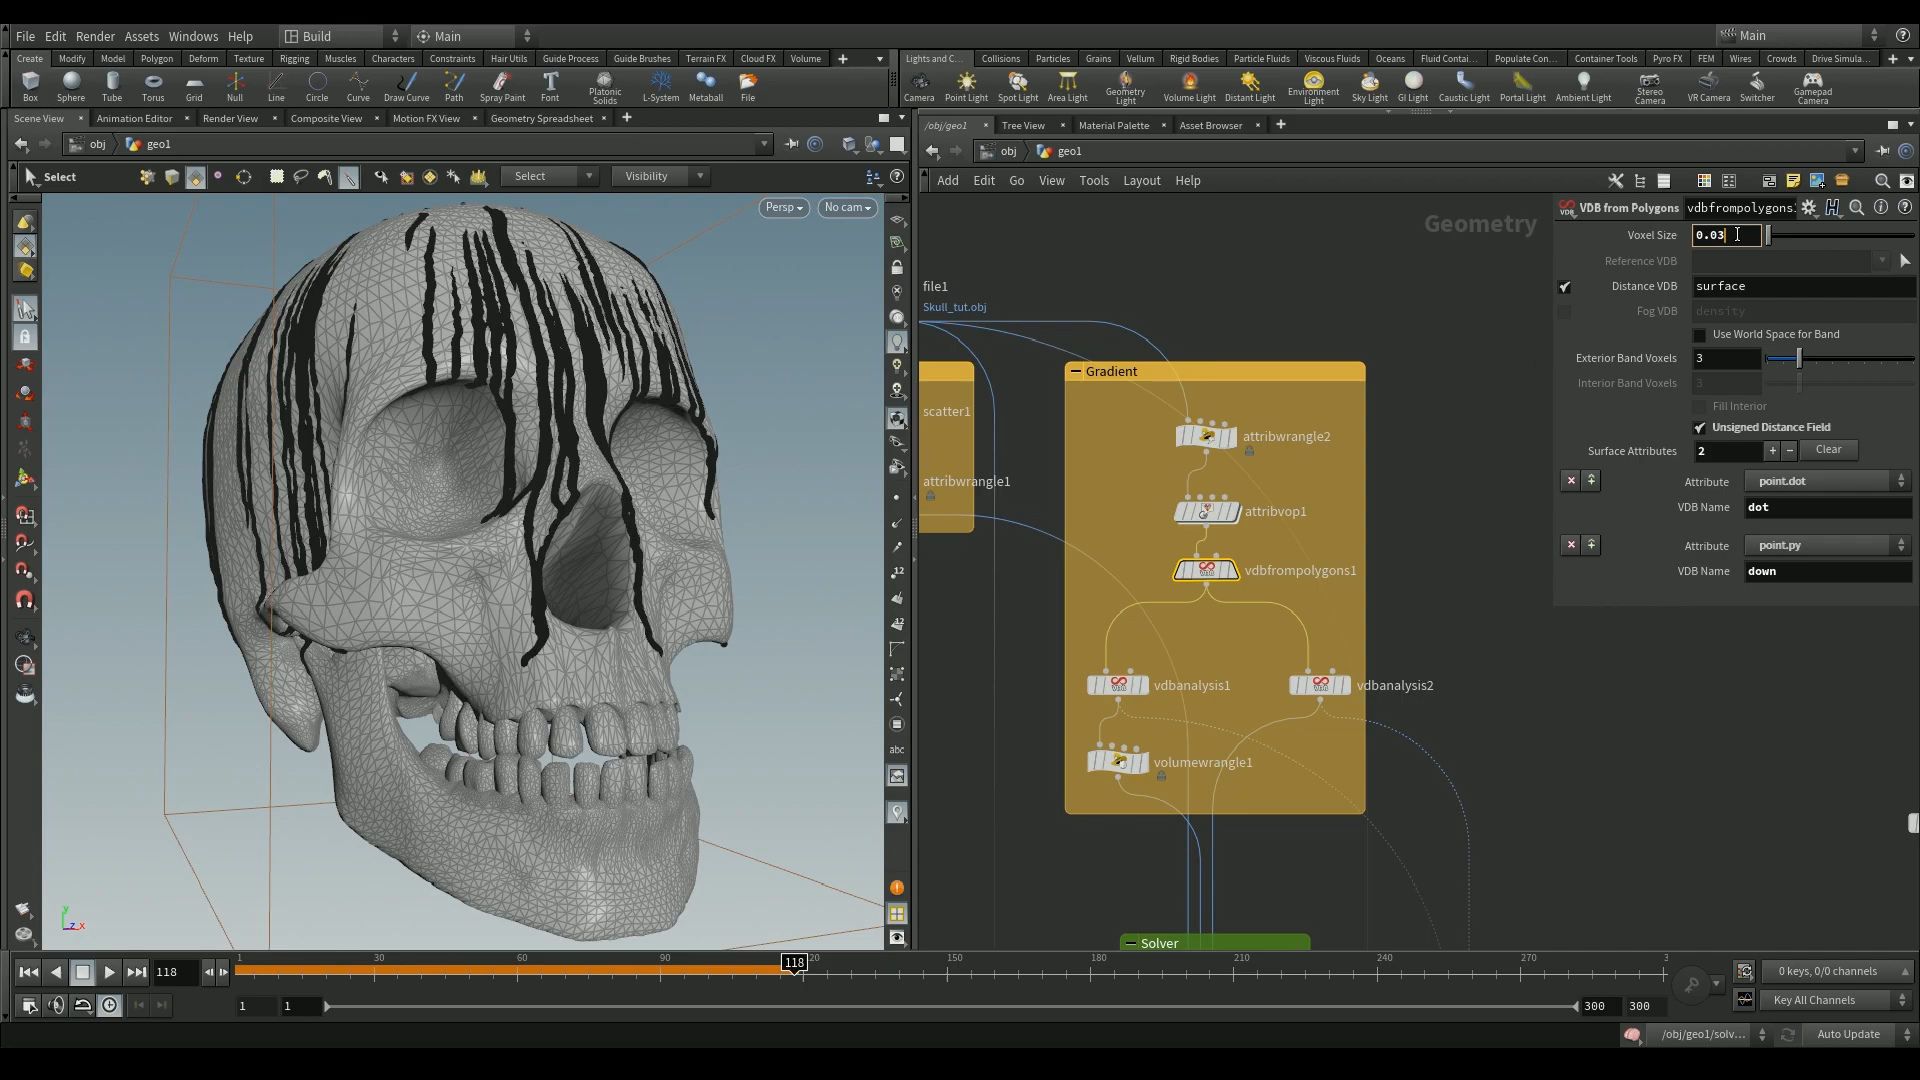 File Edit Render Assets Windows Help Build Main Main
Create Modify Model Polygon Deform Texture Rigging Muscles Characters Constraints Hair Utils Guide Process Guide Brushes Terrain FX Cloud FX Volume
Lights and C... Collisions Particles Grains Vellum Rigid Bodies Particle Fluids Viscous Fluids Oceans Fluid Contai... Populate Con... Container Tools Pyro FX FEM Wires Crowds Drive Simula...
Box Sphere Tube Torus Grid Null Line Circle Curve Draw Curve Path Spray Paint Font Platonic Solids L-System Metaball File
Camera Point Light Spot Light Area Light Geometry Light Volume Light Distant Light Environment Light Sky Light GI Light Caustic Light Portal Light Ambient Light Stereo Camera VR Camera Switcher Gamepad Camera
Scene View Animation Editor Render View Composite View Motion FX View Geometry Spreadsheet
/obj/geo1 Tree View Material Palette Asset Browser
obj geo1
obj geo1
Select Select Visibility
Add Edit Go View Tools Layout Help
Persp No cam
Geometry
VDB from Polygons vdbfrompolygons1
Voxel Size 0.03
Reference VDB
Distance VDB surface
Fog VDB density
Use World Space for Band
Exterior Band Voxels 3
Interior Band Voxels 3
Fill Interior
Unsigned Distance Field
Surface Attributes 2 + − Clear
Attribute point.dot
VDB Name dot
Attribute point.py
VDB Name down
file1
Skull_tut.obj
Gradient
scatter1
attribwrangle2
attribwrangle1
attribvop1
vdbfrompolygons1
vdbanalysis1
vdbanalysis2
volumewrangle1
Solver
12
12
abc
y
z x
118
1 30 60 90 118 20 150 180 210 240 270 3
1 1 300 300
0 keys, 0/0 channels
Key All Channels
/obj/geo1/solv... Auto Update